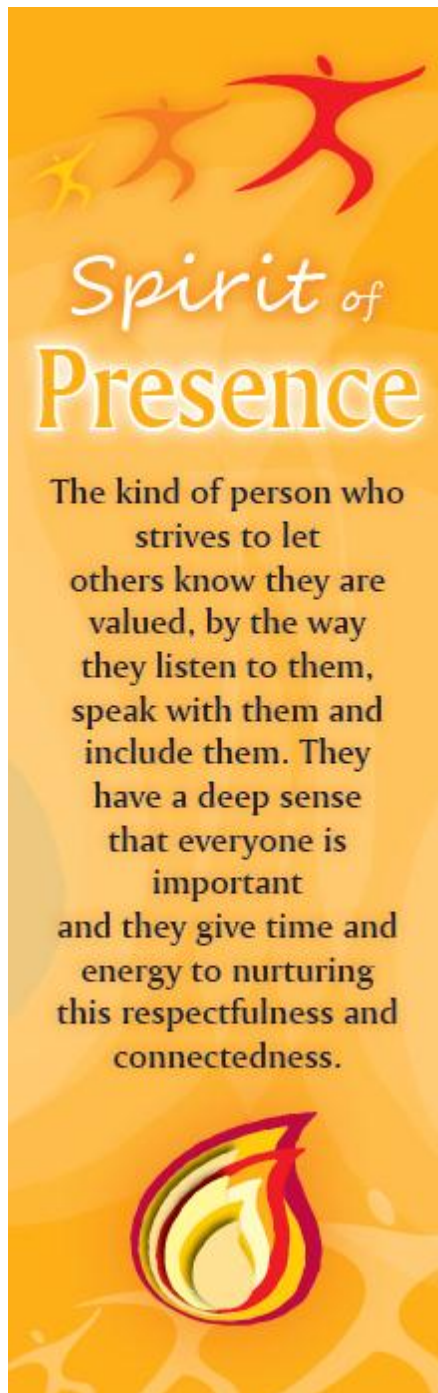 Spirit of
Presence
The kind of person who
strives to let
others know they are
valued, by the way
they listen to them,
speak with them and
include them. They
have a deep sense
that everyone is
important
and they give time and
energy to nurturing
this respectfulness and
connectedness.